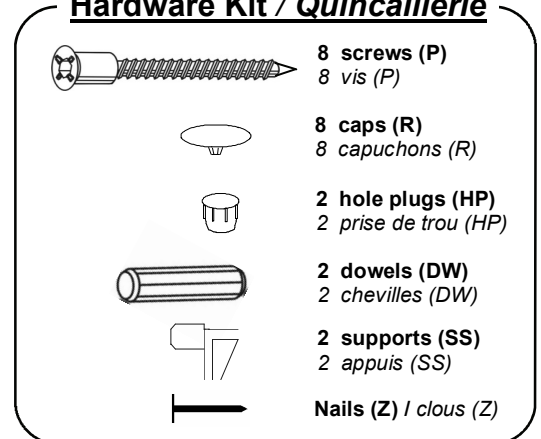 Hardware Kit / Quincaillerie
8 screws (P)
8 vis (P)
8 caps (R)
8 capuchons (R)
2 hole plugs (HP)
2 prise de trou (HP)
2 dowels (DW)
2 chevilles (DW)
2 supports (SS)
2 appuis (SS)
Nails (Z) / clous (Z)